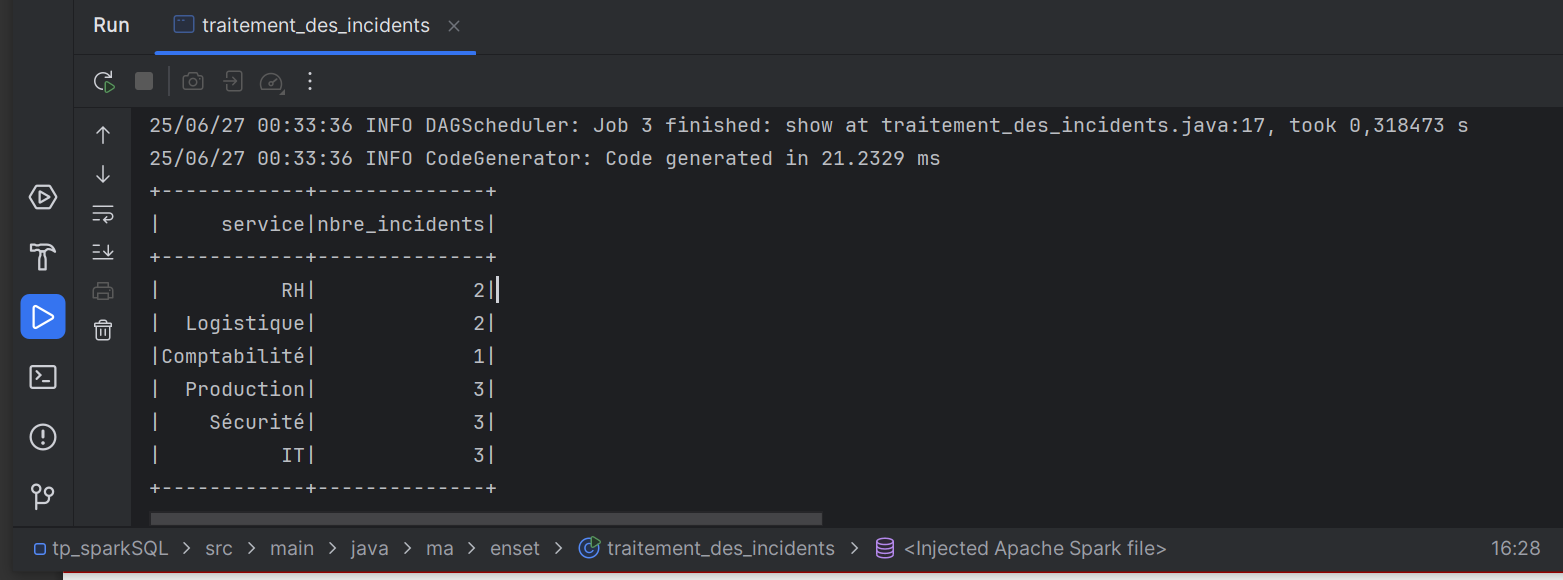 Run traitement_des_incidents
25/06/27 00:33:36 INFO DAGScheduler: Job 3 finished: show at traitement_des_incidents.java:17, took 0,318473 s
25/06/27 00:33:36 INFO CodeGenerator: Code generated in 21.2329 ms
+------------+--------------+
|     service|nbre_incidents|
+------------+--------------+
|          RH|             2|
|  Logistique|             2|
|Comptabilité|             1|
|  Production|             3|
|    Sécurité|             3|
|          IT|             3|
+------------+--------------+
tp_sparkSQL > src > main > java > ma > enset > traitement_des_incidents > <Injected Apache Spark file> 16:28